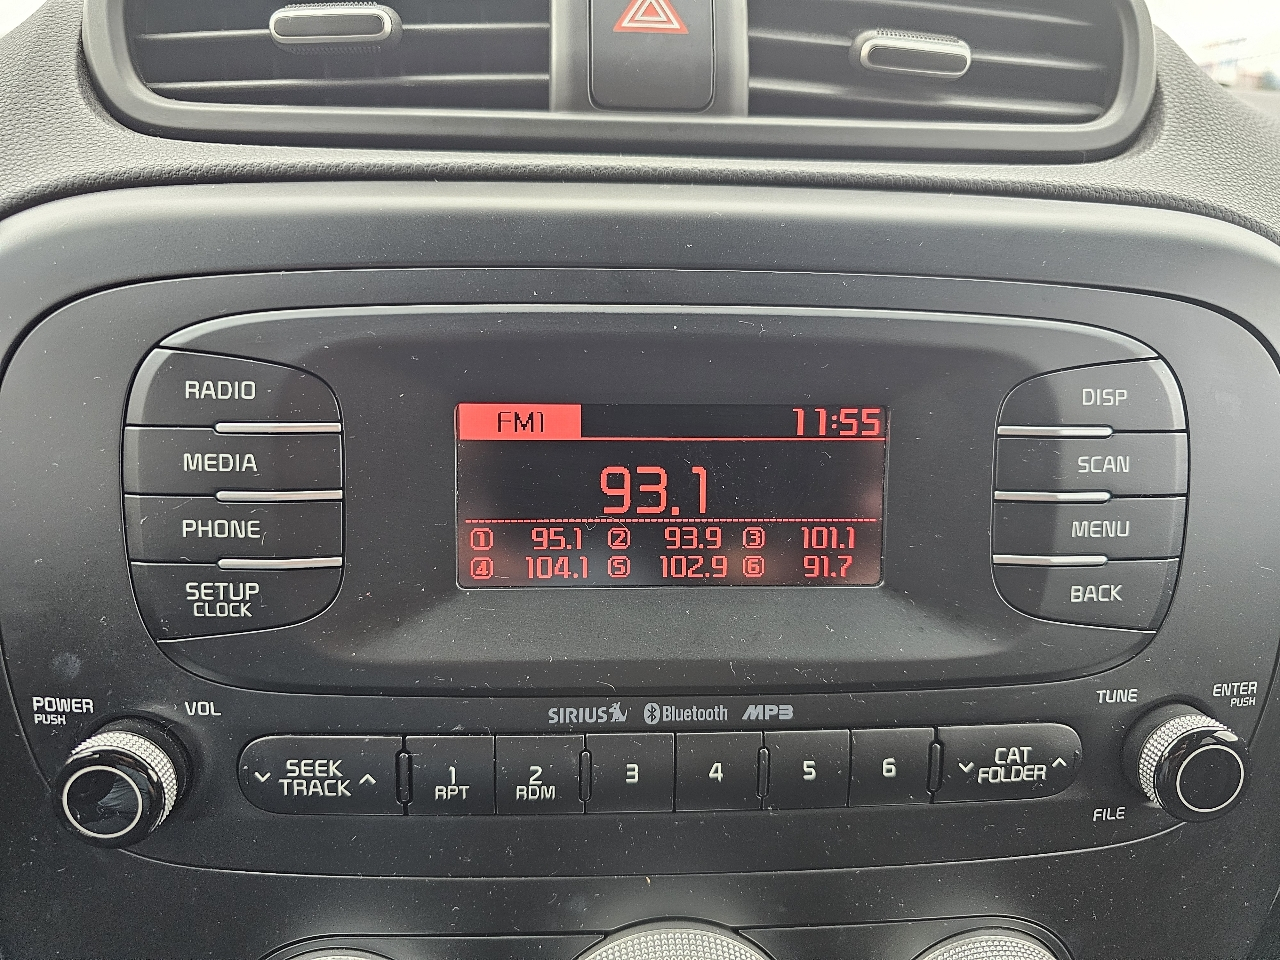 FM1 11:55
93.1
1 95.1 2 93.9 3 101.1
4 104.1 5 102.9 6 91.7
RADIO
MEDIA
PHONE
SETUP
CLOCK
DISP
SCAN
MENU
BACK
POWER
PUSH
VOL
SIRIUS Bluetooth MP3
TUNE
ENTER
PUSH
SEEK
TRACK
1
RPT
2
RDM
3
4
5
6
CAT
FOLDER
FILE